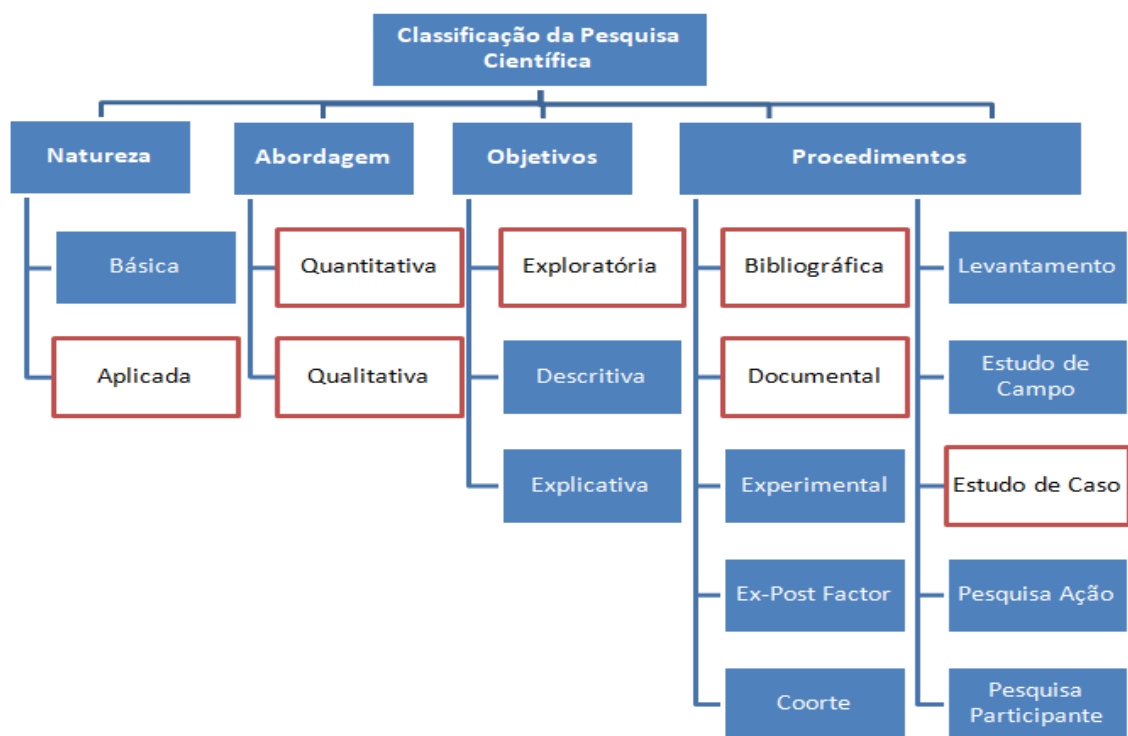 Classificação da Pesquisa
Científica
Natureza
Abordagem
Objetivos
Procedimentos
Básica
Quantitativa
Exploratória
Bibliográfica
Levantamento
Aplicada
Qualitativa
Descritiva
Documental
Estudo de
Campo
Explicativa
Experimental
Estudo de Caso
Ex-Post Factor
Pesquisa Ação
Coorte
Pesquisa
Participante